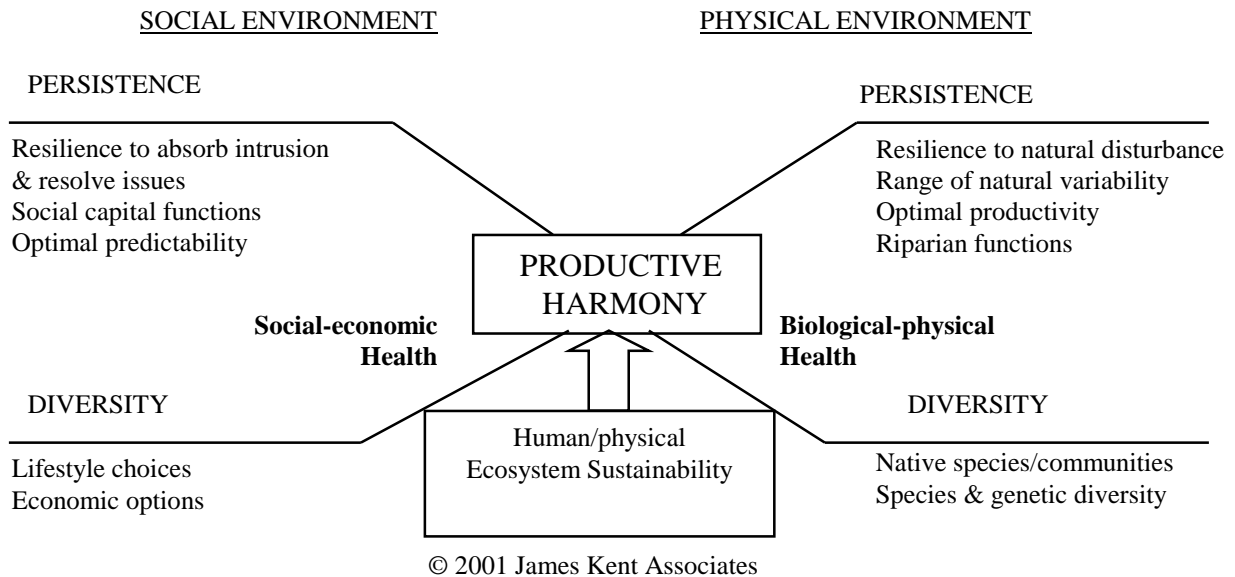 SOCIAL ENVIRONMENT
PHYSICAL ENVIRONMENT
PERSISTENCE
Resilience to absorb intrusion
& resolve issues
Social capital functions
Optimal predictability
PERSISTENCE
Resilience to natural disturbance
Range of natural variability
Optimal productivity
Riparian functions
PRODUCTIVE
HARMONY
Social-economic
Health
Biological-physical
Health
DIVERSITY
Lifestyle choices
Economic options
Human/physical
Ecosystem Sustainability
DIVERSITY
Native species/communities
Species & genetic diversity
© 2001 James Kent Associates